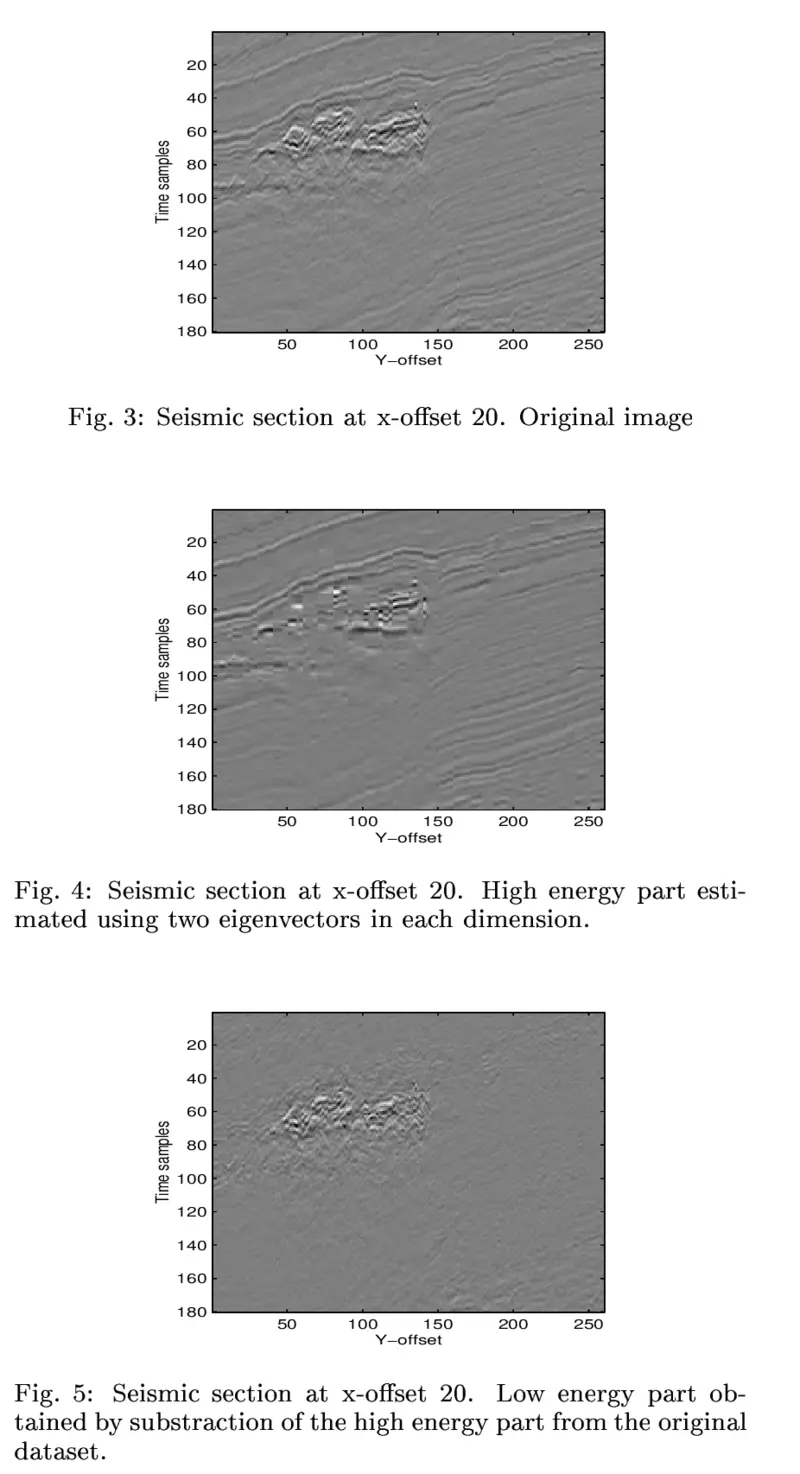 20
40
60
80
100
120
140
160
180
Time samples
50 100 150 200 250
Y−offset
Fig. 3: Seismic section at x-offset 20. Original image
20
40
60
80
100
120
140
160
180
Time samples
50 100 150 200 250
Y−offset
Fig. 4: Seismic section at x-offset 20. High energy part esti-
mated using two eigenvectors in each dimension.
20
40
60
80
100
120
140
160
180
Time samples
50 100 150 200 250
Y−offset
Fig. 5: Seismic section at x-offset 20. Low energy part ob-
tained by substraction of the high energy part from the original
dataset.